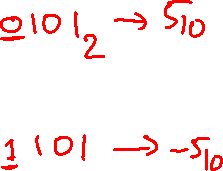 0101₂ → 5₁₀
1101 → -5₁₀